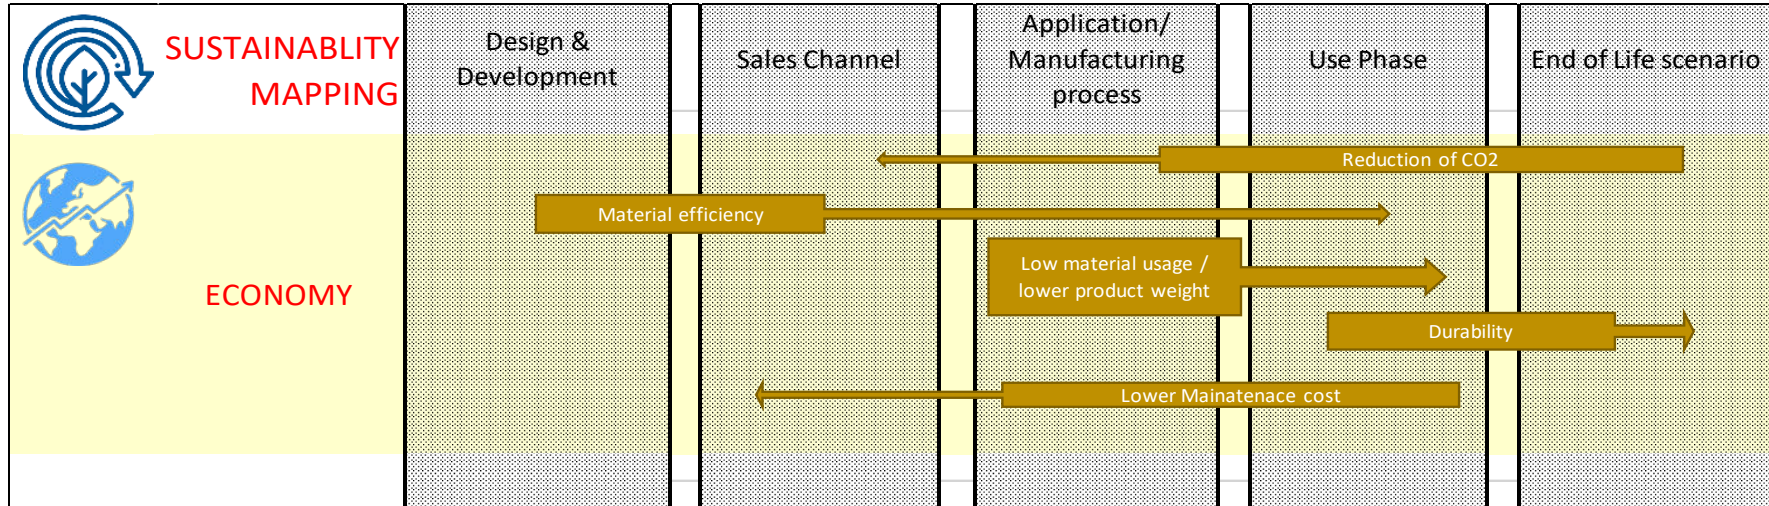 SUSTAINABLITY
MAPPING
Design &
Development
Sales Channel
Application/
Manufacturing
process
Use Phase
End of Life scenario
Reduction of CO2
Material efficiency
Low material usage /
lower product weight
ECONOMY
Durability
Lower Mainatenace cost